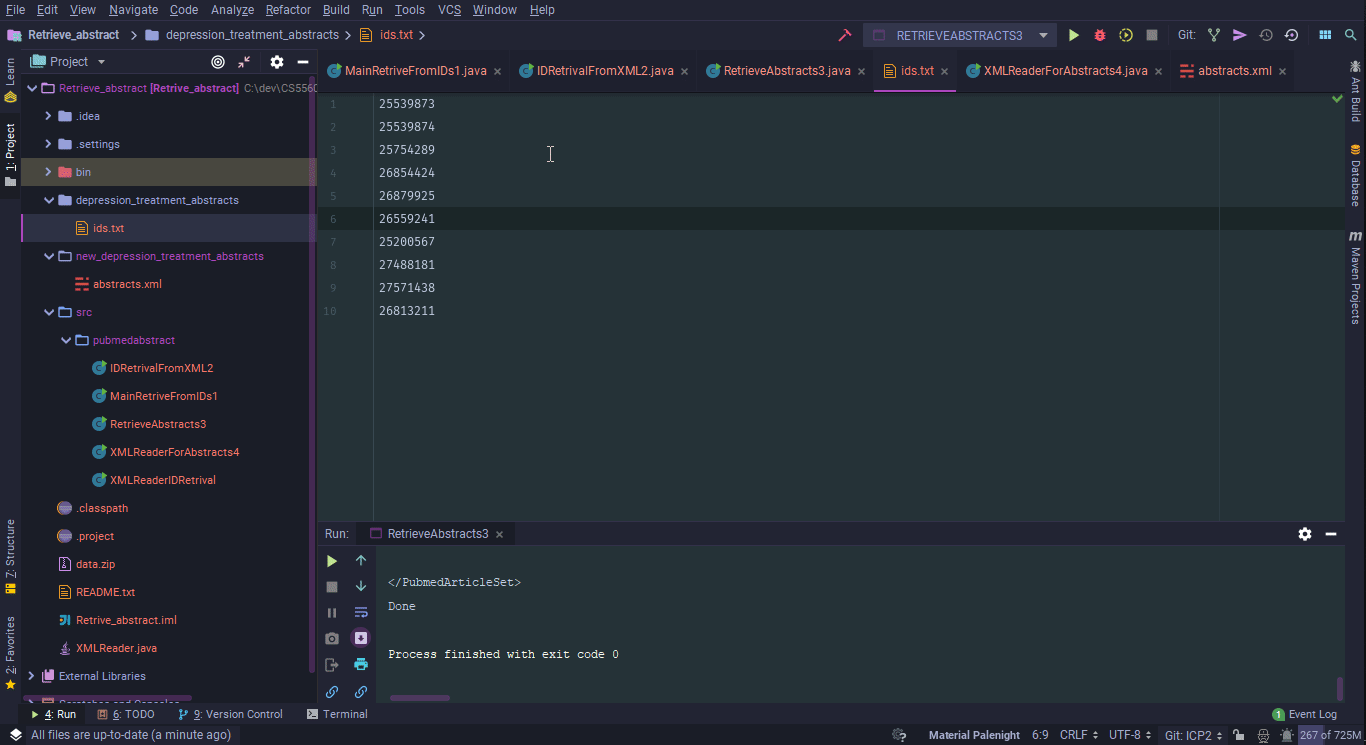 File Edit View Navigate Code Analyze Refactor Build Run Tools VCS Window Help
Retrieve_abstract depression_treatment_abstracts ids.txt RETRIEVEABSTRACTS3 Git:
Project
MainRetriveFromIDs1.java IDRetrivalFromXML2.java RetrieveAbstracts3.java ids.txt XMLReaderForAbstracts4.java abstracts.xml
Learn
1: Project
7: Structure
2: Favorites
Retrieve_abstract [Retrive_abstract] C:\dev\CS5560
.idea
.settings
bin
depression_treatment_abstracts
ids.txt
new_depression_treatment_abstracts
abstracts.xml
src
pubmedabstract
IDRetrivalFromXML2
MainRetriveFromIDs1
RetrieveAbstracts3
XMLReaderForAbstracts4
XMLReaderIDRetrival
.classpath
.project
data.zip
README.txt
Retrive_abstract.iml
XMLReader.java
External Libraries
1 25539873
2 25539874
3 25754289
4 26854424
5 26879925
6 26559241
7 25200567
8 27488181
9 27571438
10 26813211
Ant Build
Database
Maven Projects
Run: RetrieveAbstracts3
</PubmedArticleSet>
Done
Process finished with exit code 0
4: Run 6: TODO 9: Version Control Terminal 1 Event Log
All files are up-to-date (a minute ago) Material Palenight 6:9 CRLF UTF-8 Git: ICP2 267 of 725M